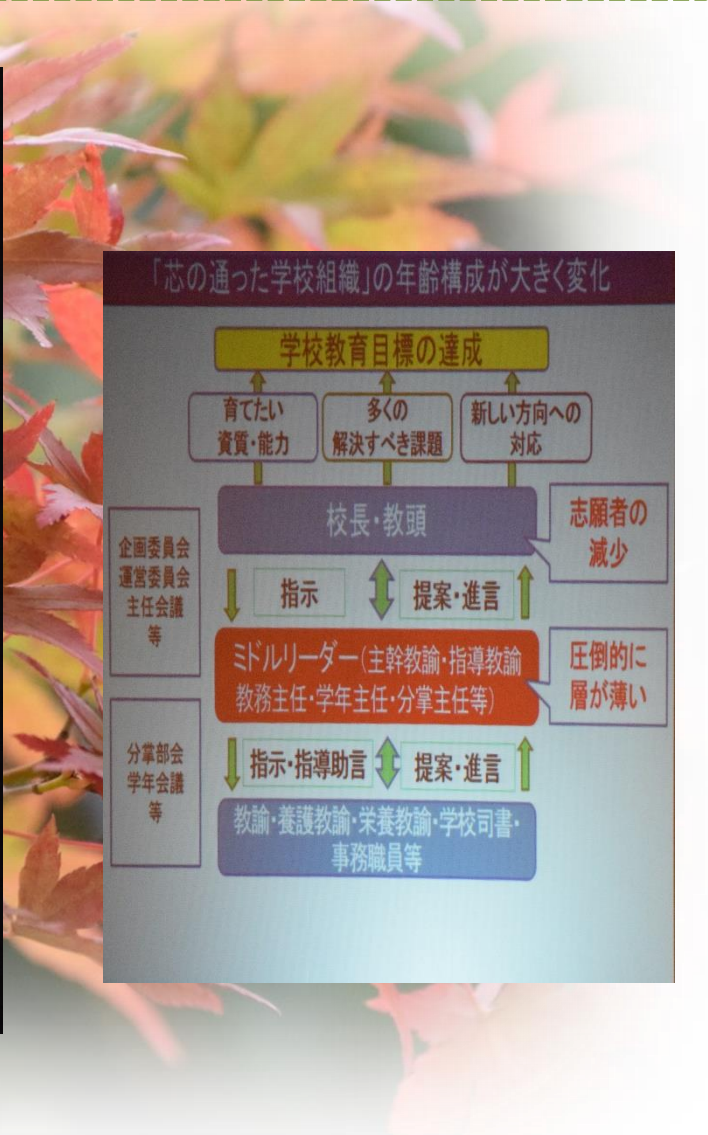 「芯の通った学校組織」の年齢構成が大きく変化
学校教育目標の達成
育てたい
資質・能力
多くの
解決すべき課題
新しい方向への
対応
校長・教頭
志願者の
減少
企画委員会
運営委員会
主任会議
等
指示
提案・進言
ミドルリーダー(主幹教諭・指導教諭
教務主任・学年主任・分掌主任等)
圧倒的に
層が薄い
分掌部会
学年会議
等
指示・指導助言
提案・進言
教諭・養護教諭・栄養教諭・学校司書・
事務職員等